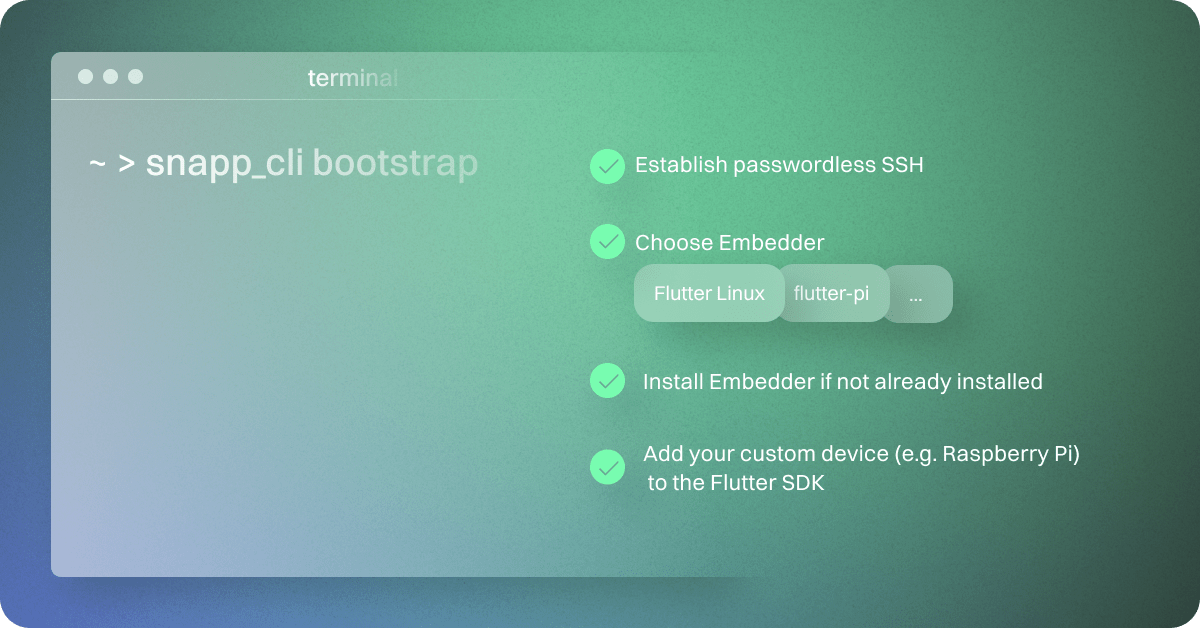 terminal
~ > snapp_cli bootstrap
Establish passwordless SSH
Choose Embedder
Flutter Linux
flutter-pi
...
Install Embedder if not already installed
Add your custom device (e.g. Raspberry Pi)
to the Flutter SDK